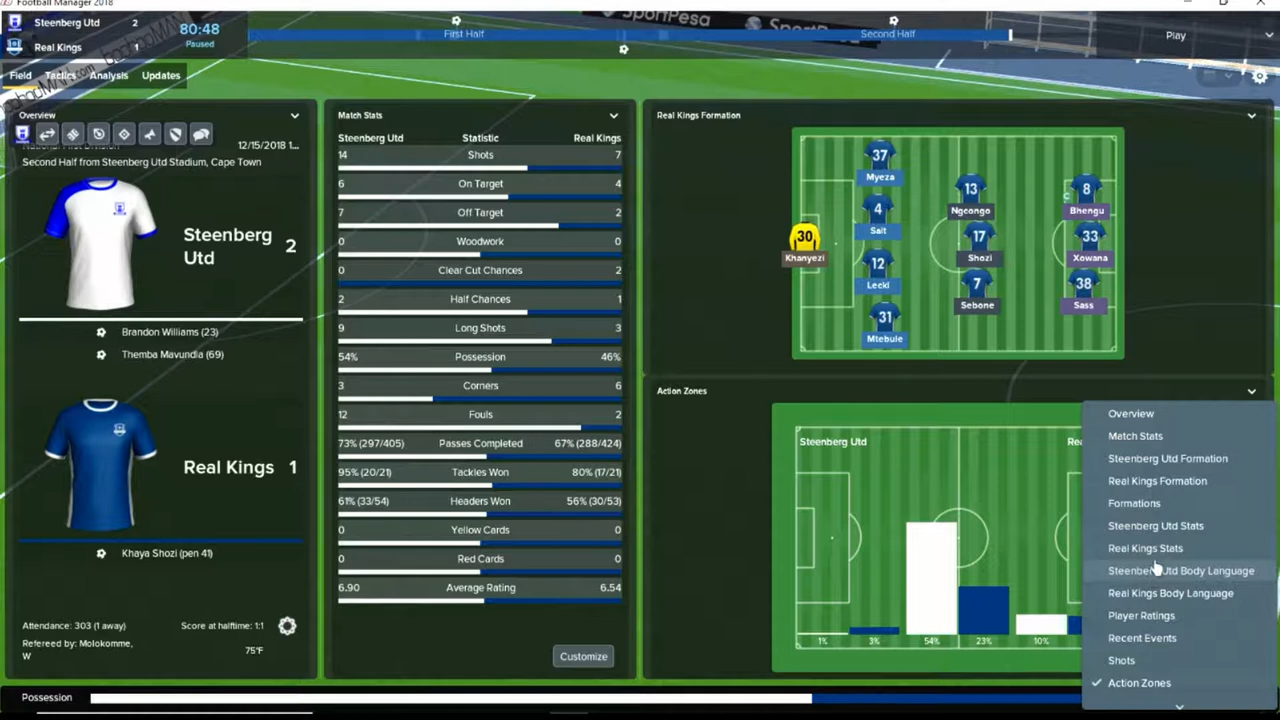 Football Manager 2018
Steenberg Utd 2
Real Kings 1
80:48
Paused
First Half
Second Half
Play
SportPesa
Field Tactics Analysis Updates
Overview
12/15/2018 1...
Second Half from Steenberg Utd Stadium, Cape Town
Steenberg
Utd
2
Brandon Williams (23)
Themba Mavundla (69)
Real Kings 1
Khaya Shozi (pen 41)
Attendance: 303 (1 away)
Score at halftime: 1:1
Refereed by: Molokomme,
W
75°F
Match Stats
Steenberg Utd Statistic Real Kings
14 Shots 7
6 On Target 4
7 Off Target 2
0 Woodwork 0
0 Clear Cut Chances 2
2 Half Chances 1
9 Long Shots 3
54% Possession 46%
3 Corners 6
12 Fouls 2
73% (297/405) Passes Completed 67% (288/424)
95% (20/21) Tackles Won 80% (17/21)
61% (33/54) Headers Won 56% (30/53)
0 Yellow Cards 0
0 Red Cards 0
6.90 Average Rating 6.54
Customize
Real Kings Formation
37
Myeza
4
Sait
12
Leckl
31
Mtebule
30
Khanyezi
13
Ngcongo
17
Shozi
7
Sebone
C
8
Bhengu
33
Xowana
38
Sass
Action Zones
Steenberg Utd
Rea
1% 3% 54% 23% 10%
Overview
Match Stats
Steenberg Utd Formation
Real Kings Formation
Formations
Steenberg Utd Stats
Real Kings Stats
Steenberg Utd Body Language
Real Kings Body Language
Player Ratings
Recent Events
Shots
Action Zones
Possession